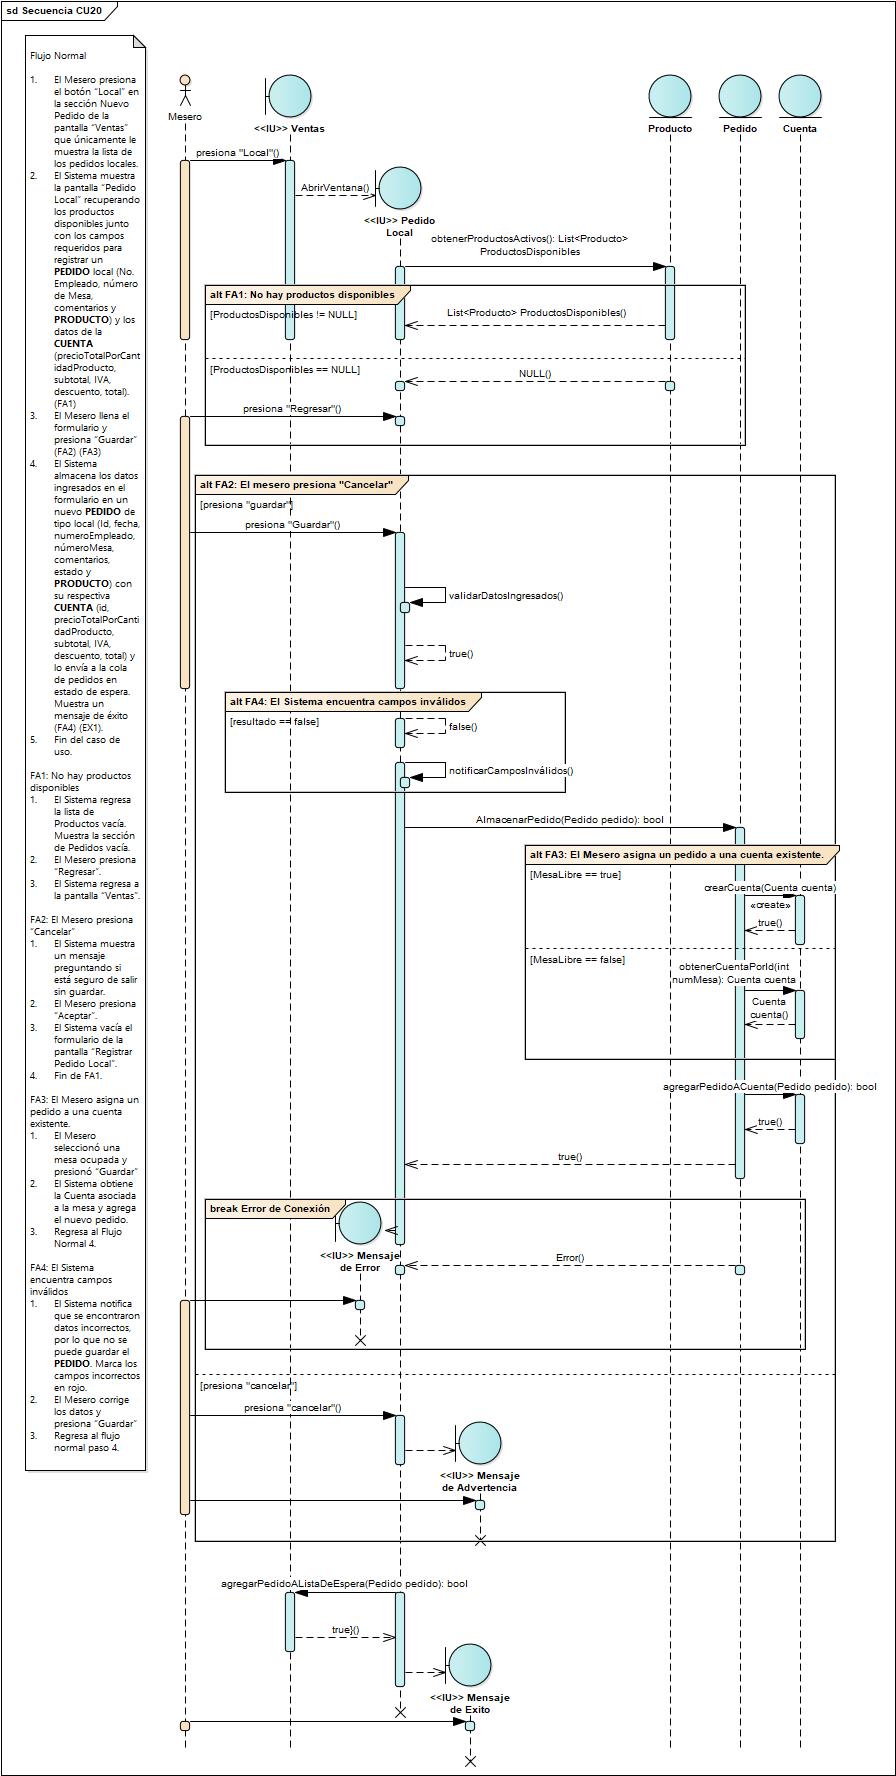 sd Secuencia CU20
Flujo Normal
1. El Mesero presiona
el botón "Local" en
la sección Nuevo
Pedido de la
pantalla "Ventas"
que únicamente le
muestra la lista de
los pedidos locales.
2. El Sistema muestra
la pantalla "Pedido
Local" recuperando
los productos
disponibles junto
con los campos
requeridos para
registrar un
PEDIDO local (No.
Empleado, número
de Mesa,
comentarios y
PRODUCTO) y los
datos de la
CUENTA
(precioTotalPorCant
idadProducto,
subtotal, IVA,
descuento, total).
(FA1)
3. El Mesero llena el
formulario y
presiona "Guardar"
(FA2) (FA3)
4. El Sistema
almacena los datos
ingresados en el
formulario en un
nuevo PEDIDO de
tipo local (Id, fecha,
numeroEmpleado,
númeroMesa,
comentarios,
estado y
PRODUCTO) con
su respectiva
CUENTA (id,
precioTotalPorCanti
dadProducto,
subtotal, IVA,
descuento, total) y
lo envía a la cola
de pedidos en
estado de espera.
Muestra un
mensaje de éxito
(FA4) (EX1).
5. Fin del caso de
uso.
FA1: No hay productos
disponibles
1. El Sistema regresa
la lista de
Productos vacía.
Muestra la sección
de Pedidos vacía.
2. El Mesero presiona
"Regresar".
3. El Sistema regresa a
la pantalla "Ventas".
FA2: El Mesero presiona
"Cancelar"
1. El Sistema muestra
un mensaje
preguntando si
está seguro de salir
sin guardar.
2. El Mesero presiona
"Aceptar".
3. El Sistema vacía el
formulario de la
pantalla "Registrar
Pedido Local".
4. Fin de FA1.
FA3: El Mesero asigna un
pedido a una cuenta
existente.
1. El Mesero
seleccionó una
mesa ocupada y
presionó "Guardar"
2. El Sistema obtiene
la Cuenta asociada
a la mesa y agrega
el nuevo pedido.
3. Regresa al Flujo
Normal 4.
FA4: El Sistema
encuentra campos
inválidos
1. El Sistema notifica
que se encontraron
datos incorrectos,
por lo que no se
puede guardar el
PEDIDO. Marca los
campos incorrectos
en rojo.
2. El Mesero corrige
los datos y
presiona "Guardar"
3. Regresa al flujo
normal paso 4.
Mesero
<<IU>> Ventas
Producto
Pedido
Cuenta
presiona "Local"()
AbrirVentana()
<<IU>> Pedido
Local
obtenerProductosActivos(): List<Producto>
ProductosDisponibles
alt FA1: No hay productos disponibles
[ProductosDisponibles != NULL]
List<Producto> ProductosDisponibles()
[ProductosDisponibles == NULL]
NULL()
presiona "Regresar"()
alt FA2: El mesero presiona "Cancelar"
[presiona "guardar"]
presiona "Guardar"()
validarDatosIngresados()
true()
alt FA4: El Sistema encuentra campos inválidos
[resultado == false]
false()
notificarCamposInválidos()
AlmacenarPedido(Pedido pedido): bool
alt FA3: El Mesero asigna un pedido a una cuenta existente.
[MesaLibre == true]
crearCuenta(Cuenta cuenta)
«create»
true()
[MesaLibre == false]
obtenerCuentaPorId(int
numMesa): Cuenta cuenta
Cuenta
cuenta()
agregarPedidoACuenta(Pedido pedido): bool
true()
true()
break Error de Conexión
<<IU>> Mensaje
de Error
Error()
[presiona "cancelar"]
presiona "cancelar"()
<<IU>> Mensaje
de Advertencia
agregarPedidoAListaDeEspera(Pedido pedido): bool
true}()
<<IU>> Mensaje
de Exito